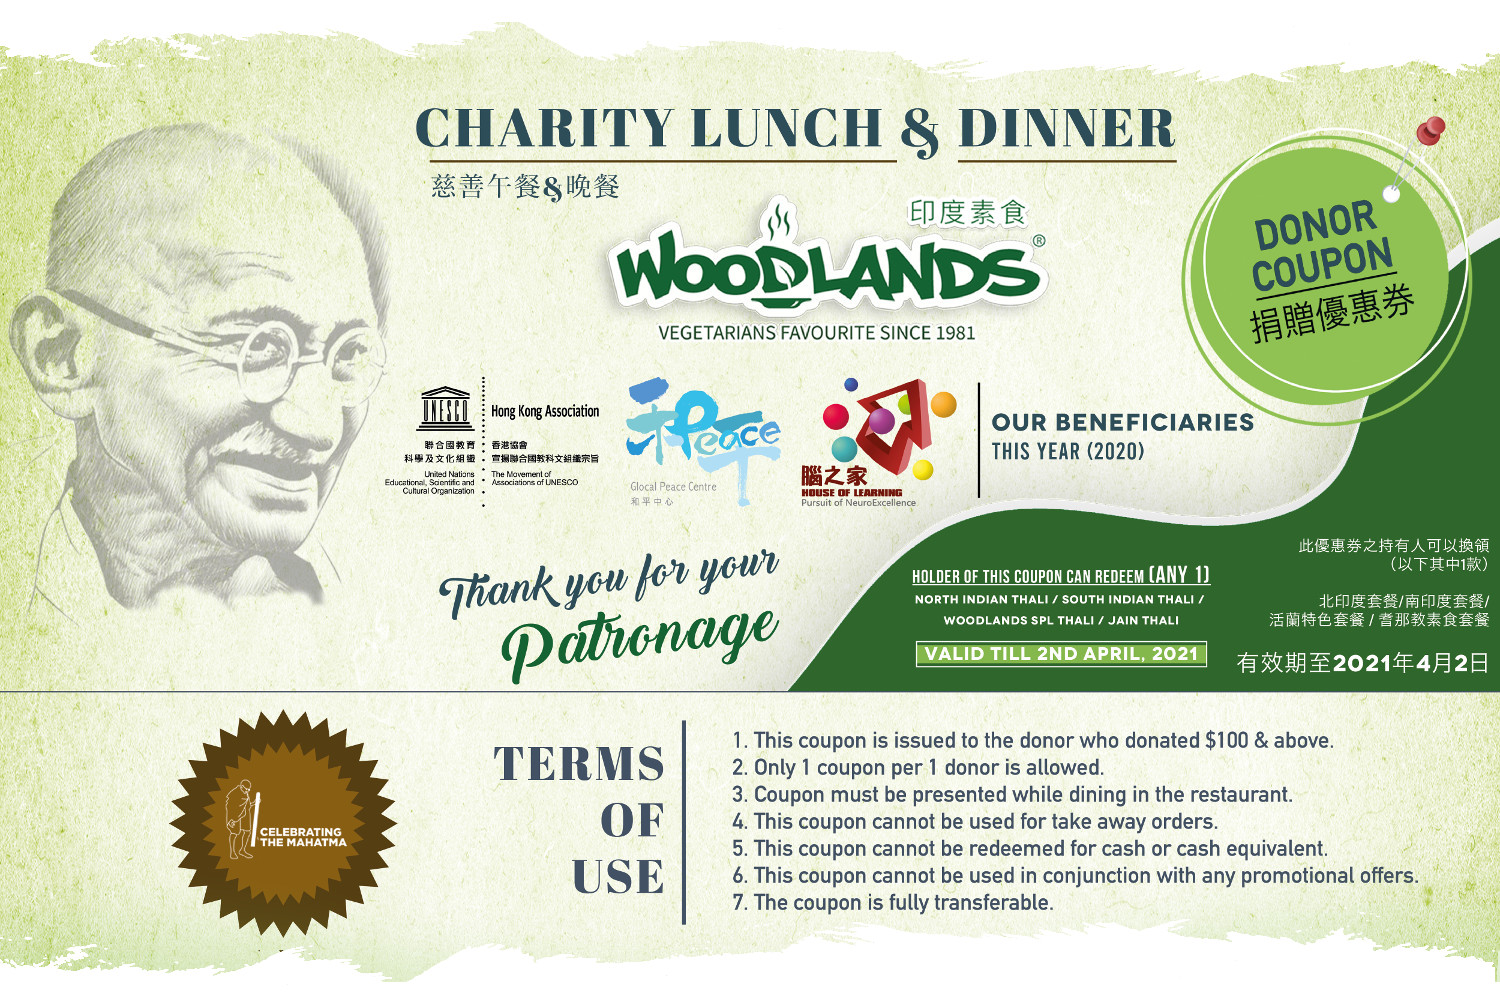 CHARITY LUNCH & DINNER
慈善午餐&晚餐
印度素食
WOODLANDS®
VEGETARIANS FAVOURITE SINCE 1981
DONOR
COUPON
捐贈優惠券
UNESCO
聯合國教育
科學及文化組織
United Nations
Educational, Scientific and
Cultural Organization
Hong Kong Association
香港協會
宣揚聯合國教科文組織宗旨
The Movement of
Associations of UNESCO
和平
Peace
Glocal Peace Centre
和平中心
腦之家
HOUSE OF LEARNING
Pursuit of NeuroExcellence
OUR BENEFICIARIES
THIS YEAR (2020)
Thank you for your
Patronage
HOLDER OF THIS COUPON CAN REDEEM (ANY 1)
NORTH INDIAN THALI / SOUTH INDIAN THALI /
WOODLANDS SPL THALI / JAIN THALI
VALID TILL 2ND APRIL, 2021
此優惠券之持有人可以換領
（以下其中1款）
北印度套餐/南印度套餐/
活蘭特色套餐 / 耆那教素食套餐
有效期至2021年4月2日
CELEBRATING
THE MAHATMA
TERMS
OF
USE
1. This coupon is issued to the donor who donated $100 & above.
2. Only 1 coupon per 1 donor is allowed.
3. Coupon must be presented while dining in the restaurant.
4. This coupon cannot be used for take away orders.
5. This coupon cannot be redeemed for cash or cash equivalent.
6. This coupon cannot be used in conjunction with any promotional offers.
7. The coupon is fully transferable.